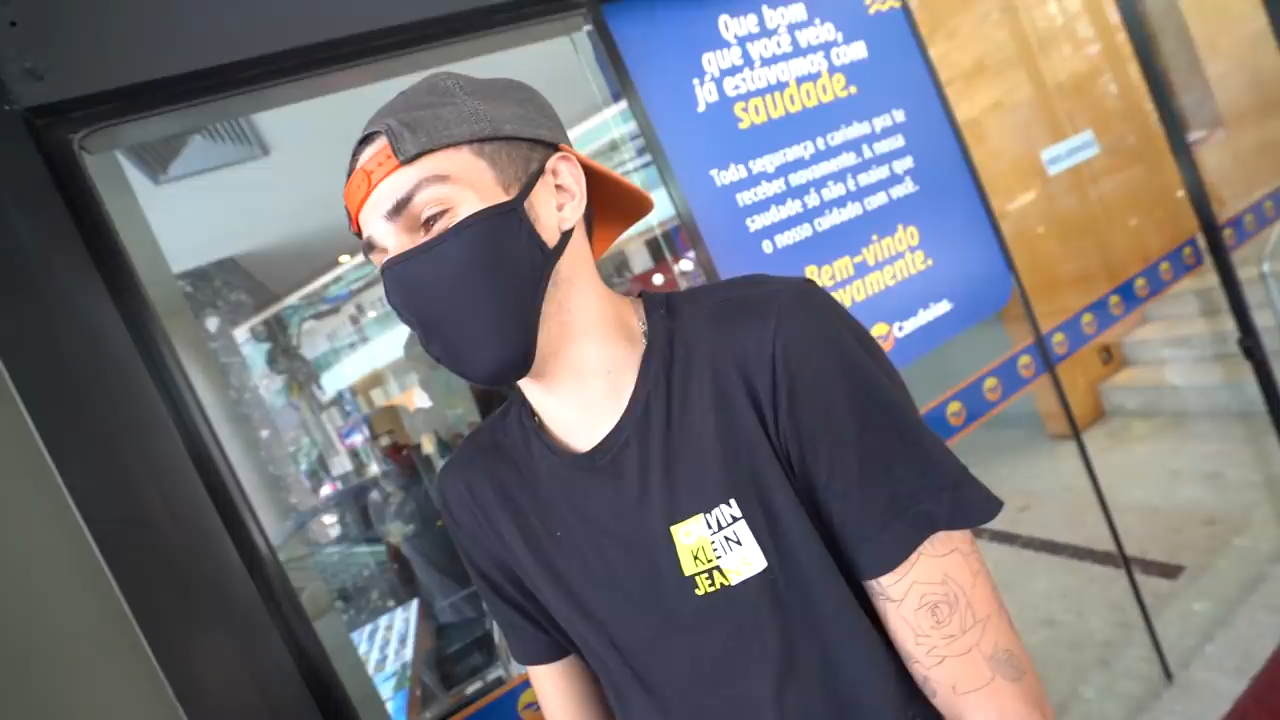 Que bom
que você veio,
já estávamos com
saudade.
Toda segurança e carinho pra te
receber novamente. A nossa
saudade só não é maior que
o nosso cuidado com você.
Bem-vindo
novamente.
Candeias.
CALVIN
KLEIN
JEANS